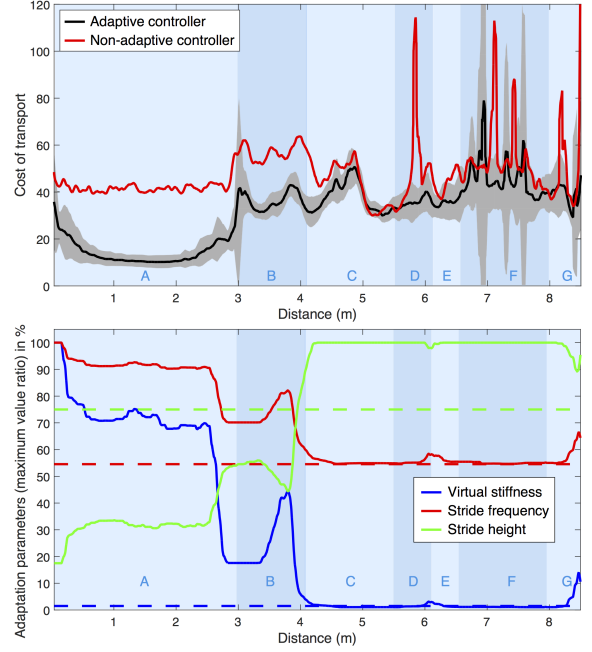 120
100
80
60
40
20
0
Cost of transport
Adaptive controller
Non-adaptive controller
A B C D E F G
1 2 3 4 5 6 7 8
Distance (m)
100
90
80
70
60
50
40
30
20
10
0
Adaptation parameters (maximum value ratio) in %
Virtual stiffness
Stride frequency
Stride height
A B C D E F G
1 2 3 4 5 6 7 8
Distance (m)